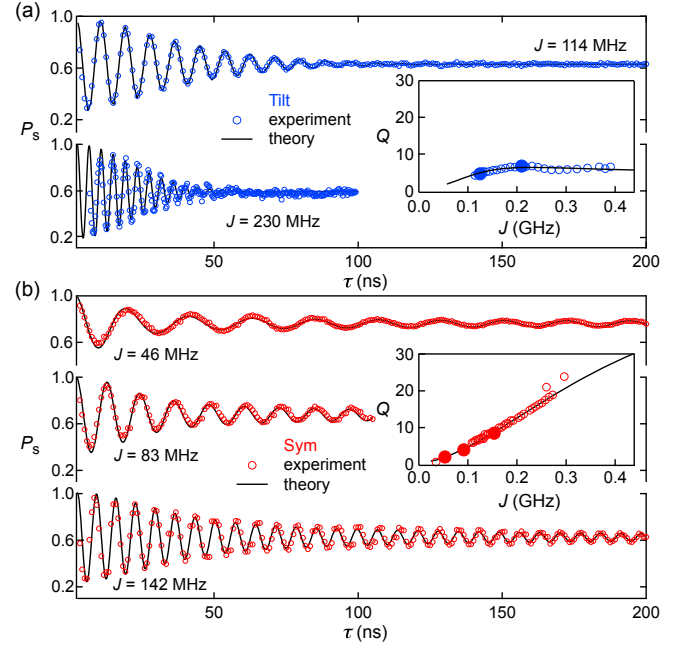 (a)
1.0
0.6
0.2
J = 114 MHz
Tilt
experiment
theory
Ps
30
20
10
0
Q
0.0 0.1 0.2 0.3 0.4
J (GHz)
1.0
0.6
0.2
J = 230 MHz
50 100 150 200
τ (ns)
(b)
1.0
0.6
J = 46 MHz
1.0
0.6
0.2
J = 83 MHz
Ps
Sym
experiment
theory
30
20
10
0
Q
0.0 0.1 0.2 0.3 0.4
J (GHz)
1.0
0.6
0.2
J = 142 MHz
50 100 150 200
τ (ns)